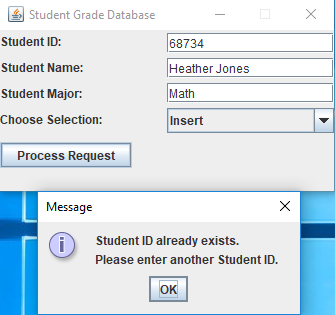 Student Grade Database
Student ID: 68734
Student Name: Heather Jones
Student Major: Math
Choose Selection: Insert
Process Request
Message
Student ID already exists.
Please enter another Student ID.
OK